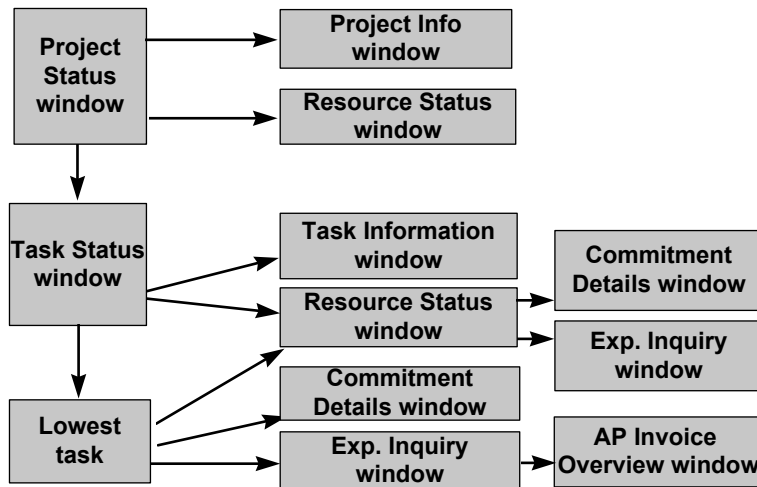 Project
Status
window
Project Info
window
Resource Status
window
Task Status
window
Task Information
window
Resource Status
window
Commitment
Details window
Exp. Inquiry
window
Lowest
task
Commitment
Details window
Exp. Inquiry
window
AP Invoice
Overview window